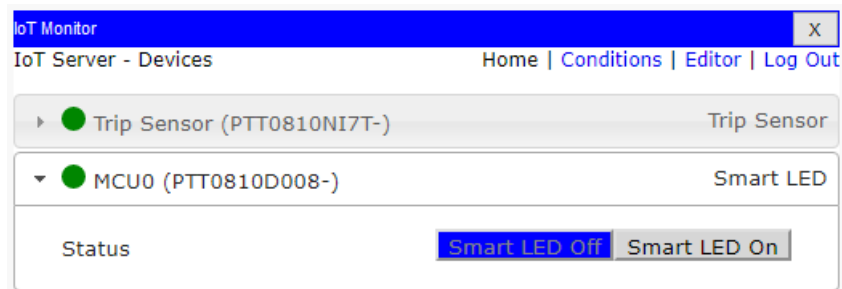 IoT Monitor X
IoT Server - Devices Home | Conditions | Editor | Log Out
Trip Sensor (PTT0810NI7T-) Trip Sensor
MCU0 (PTT0810D008-) Smart LED
Status Smart LED Off Smart LED On